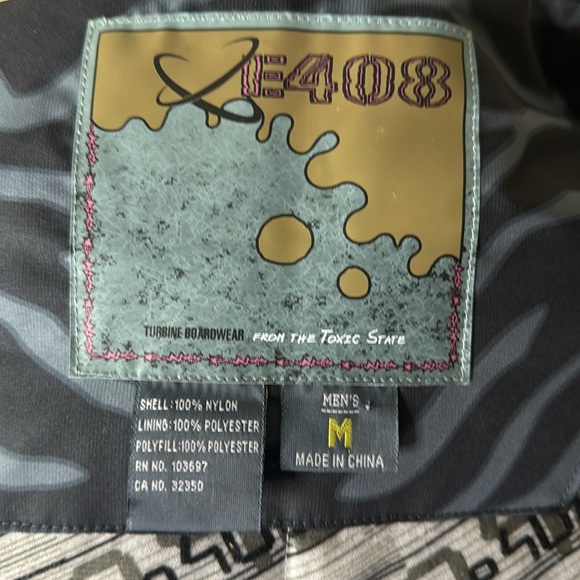 E408
TURBINE BOARDWEAR FROM THE TOXIC STATE
SHELL: 100% NYLON
LINING: 100% POLYESTER
POLYFILL: 100% POLYESTER
RN NO. 103697
CA NO. 32350
MEN'S
M
MADE IN CHINA